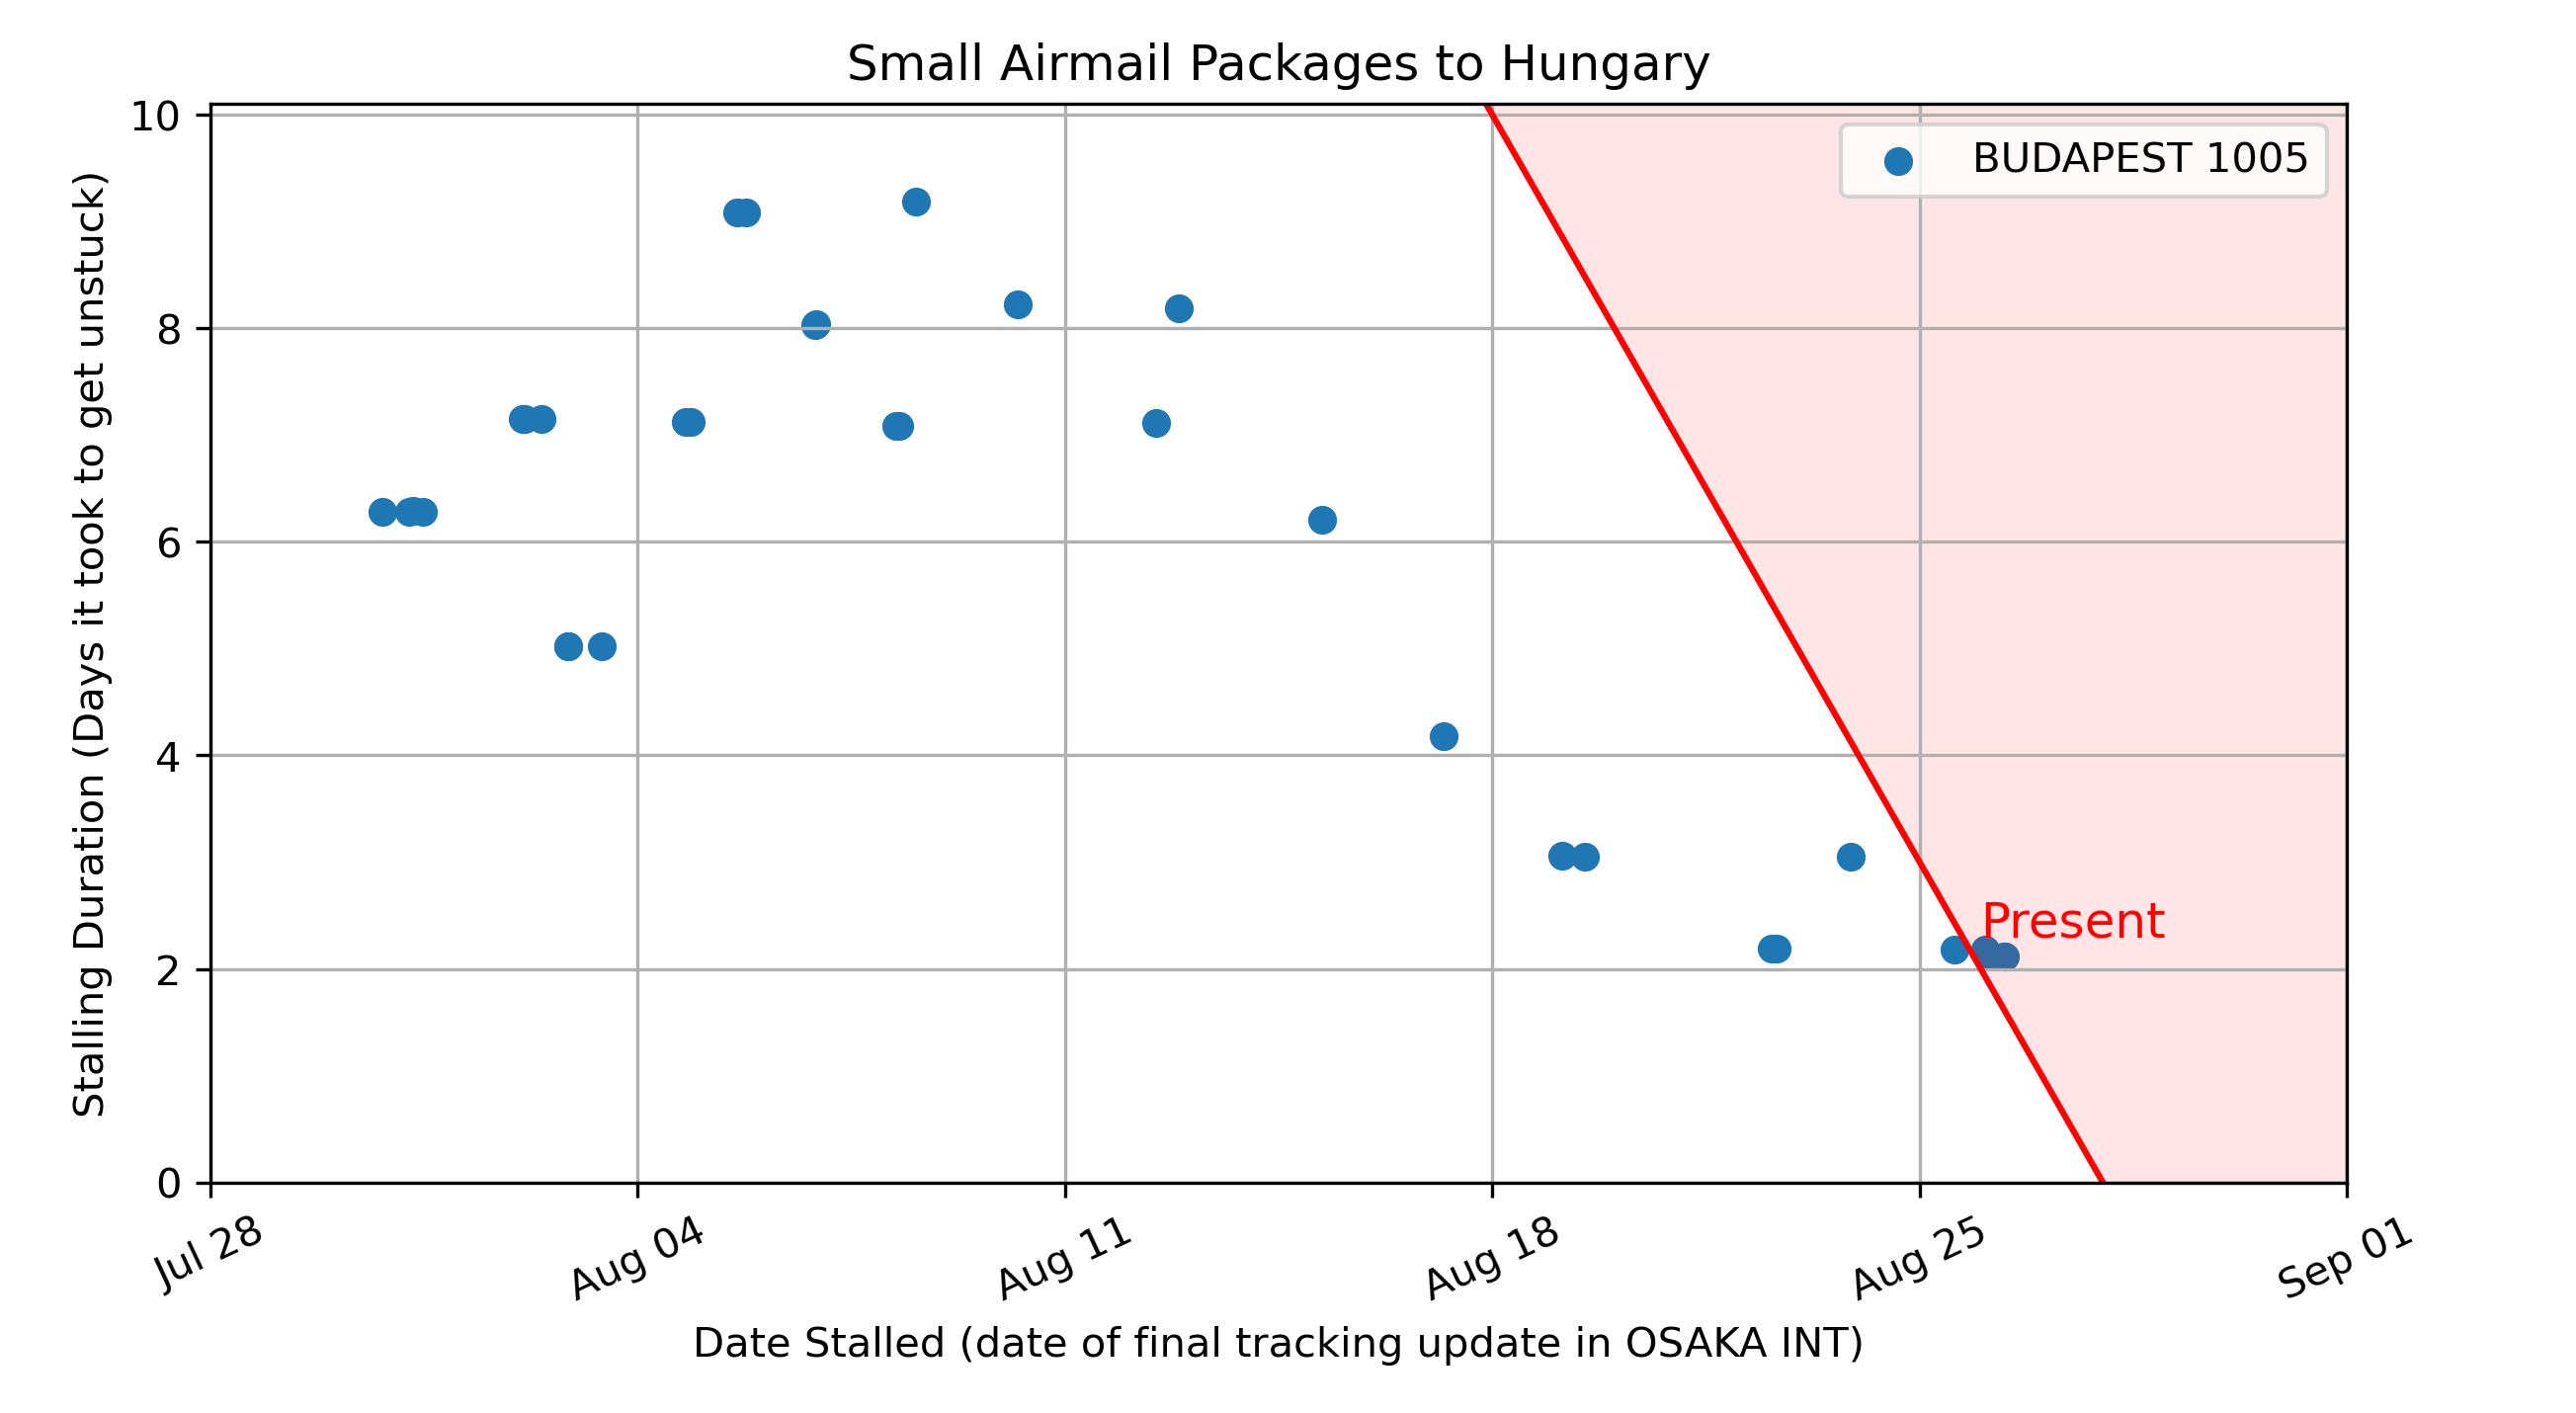 Small Airmail Packages to Hungary
Stalling Duration (Days it took to get unstuck)
10
8
6
4
2
0
BUDAPEST 1005
Present
Jul 28
Aug 04
Aug 11
Aug 18
Aug 25
Sep 01
Date Stalled (date of final tracking update in OSAKA INT)